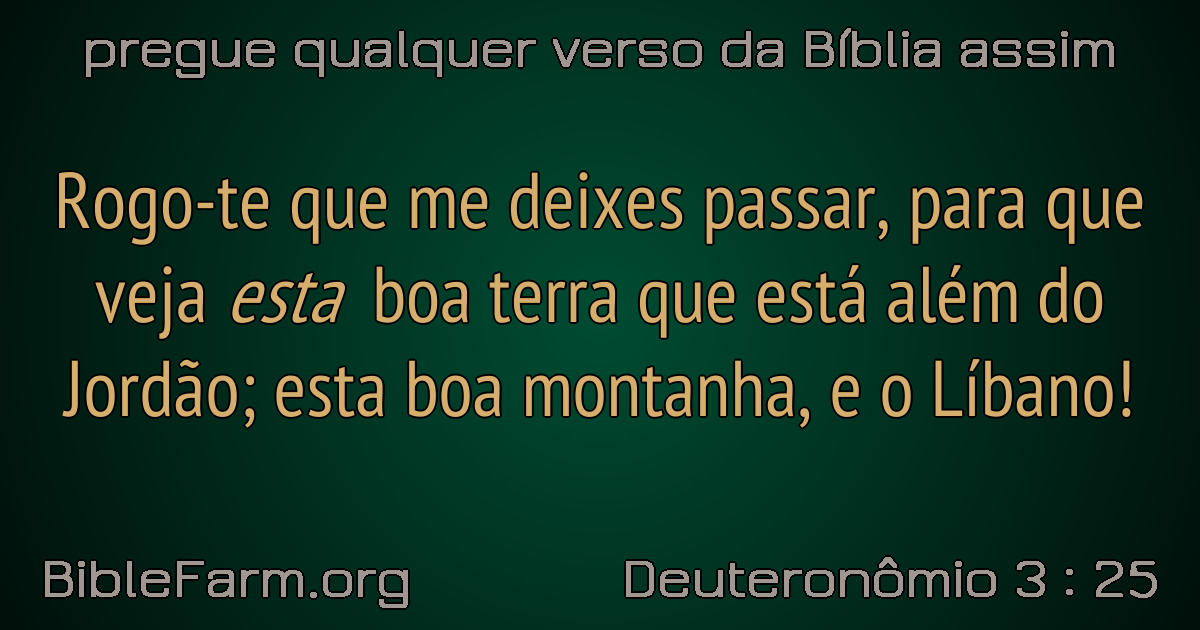 pregue qualquer verso da Bíblia assim
Rogo-te que me deixes passar, para que
veja esta boa terra que está além do
Jordão; esta boa montanha, e o Líbano!
BibleFarm.org
Deuteronômio 3 : 25